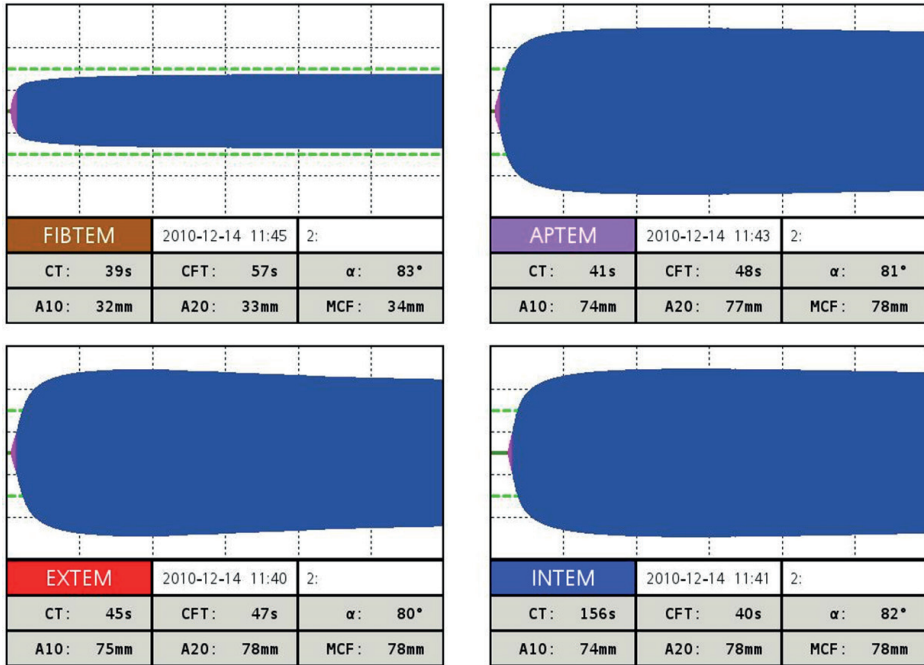 FIBTEM 2010-12-14 11:45 2:
CT: 39s CFT: 57s α: 83°
A10: 32mm A20: 33mm MCF: 34mm
APTEM 2010-12-14 11:43 2:
CT: 41s CFT: 48s α: 81°
A10: 74mm A20: 77mm MCF: 78mm
EXTEM 2010-12-14 11:40 2:
CT: 45s CFT: 47s α: 80°
A10: 75mm A20: 78mm MCF: 78mm
INTEM 2010-12-14 11:41 2:
CT: 156s CFT: 40s α: 82°
A10: 74mm A20: 78mm MCF: 78mm